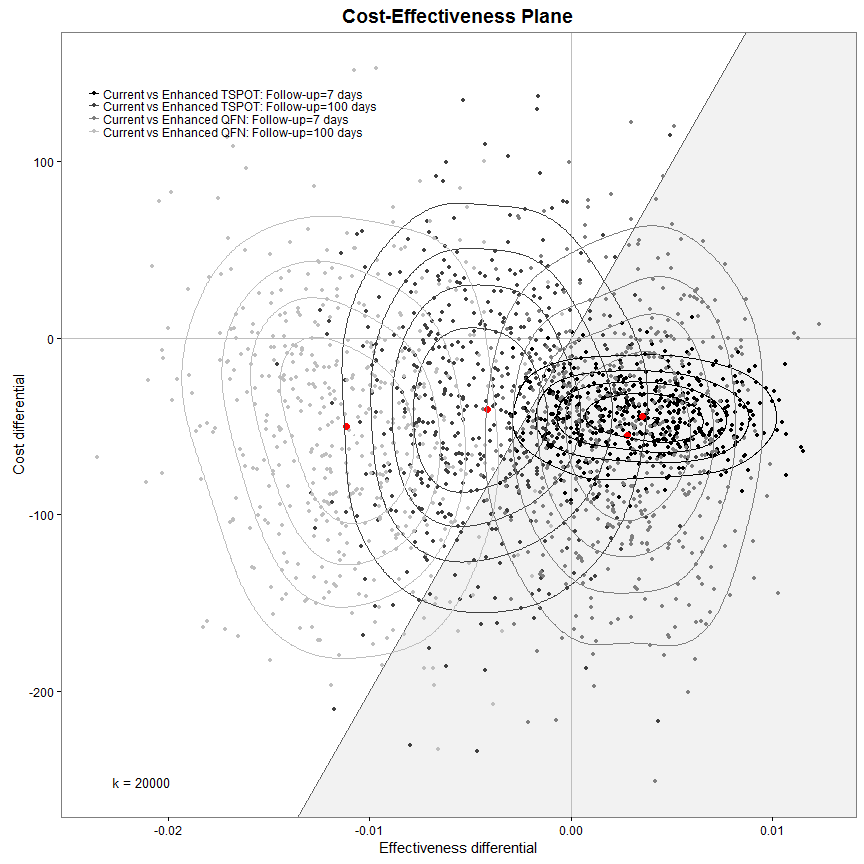 Cost-Effectiveness Plane
Current vs Enhanced TSPOT: Follow-up=7 days
Current vs Enhanced TSPOT: Follow-up=100 days
Current vs Enhanced QFN: Follow-up=7 days
Current vs Enhanced QFN: Follow-up=100 days
100
0
-100
-200
Cost differential
k = 20000
-0.02
-0.01
0.00
0.01
Effectiveness differential